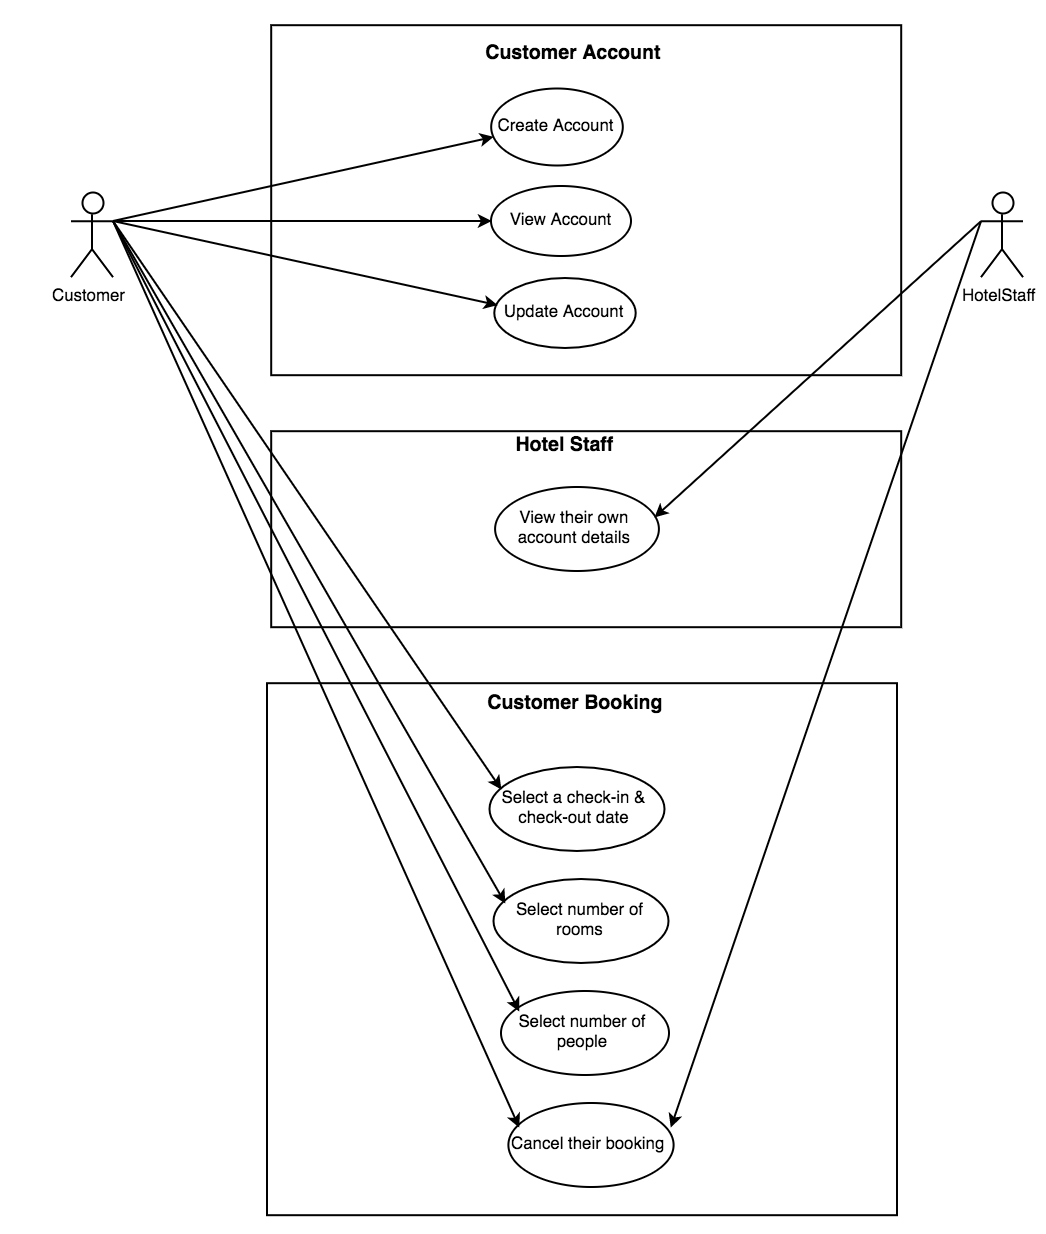 Customer Account
Create Account
View Account
Update Account
Customer
HotelStaff
Hotel Staff
View their own
account details
Customer Booking
Select a check-in &
check-out date
Select number of
rooms
Select number of
people
Cancel their booking